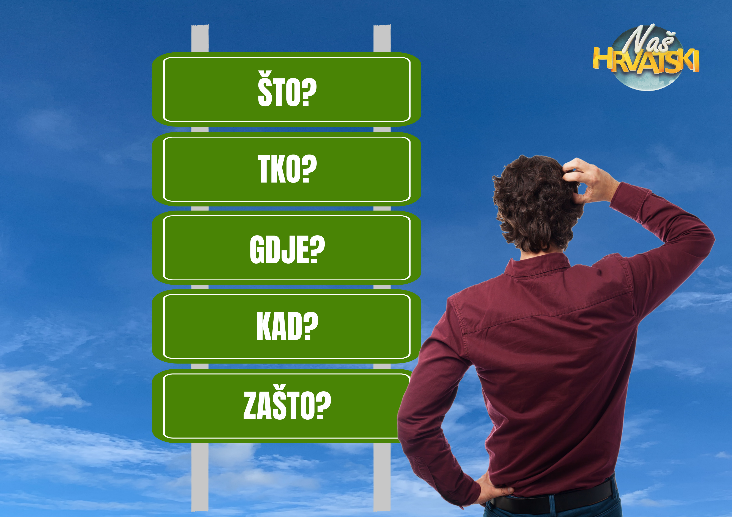 Naš
HRVATSKI
ŠTO?
TKO?
GDJE?
KAD?
ZAŠTO?